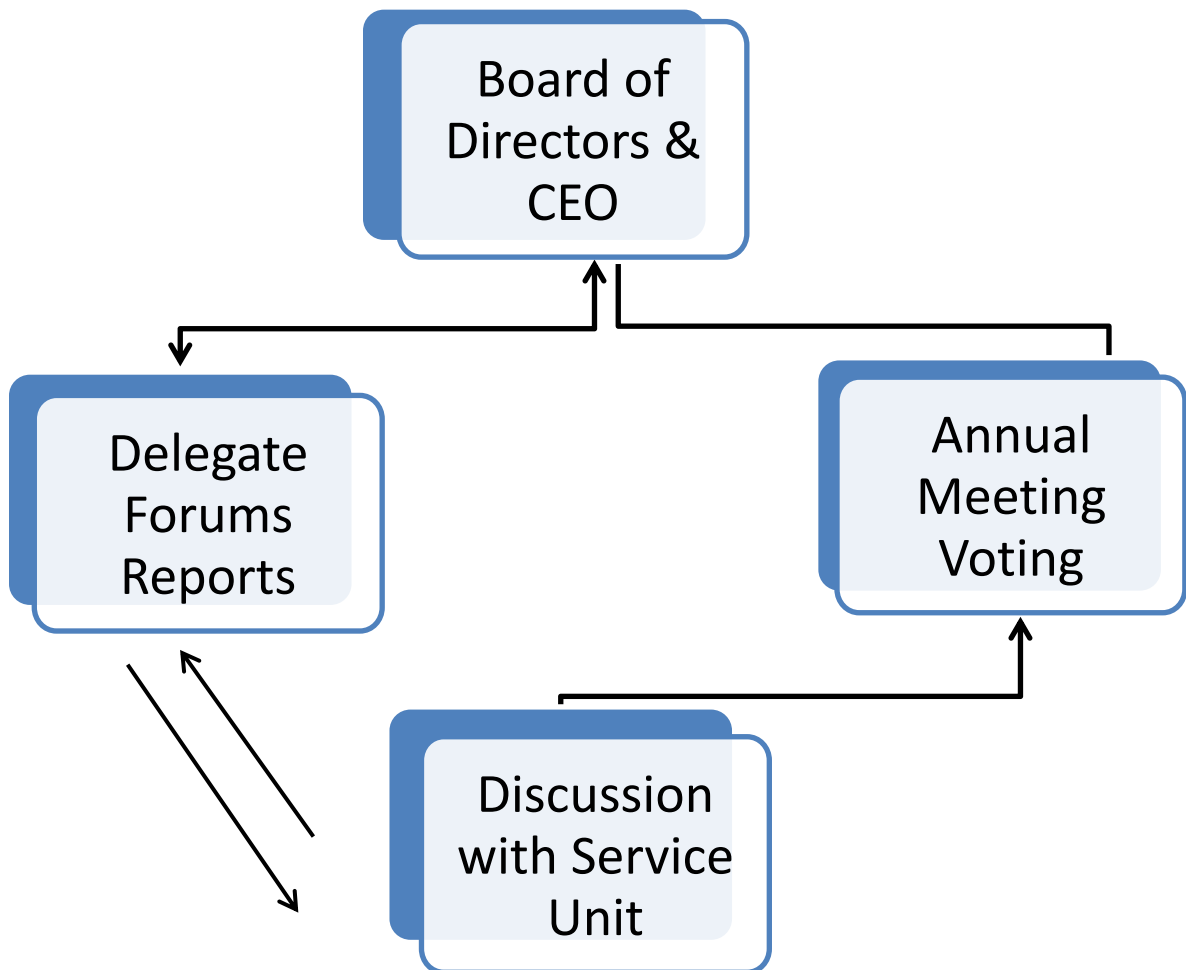 Board of
Directors &
CEO
Delegate
Forums
Reports
Annual
Meeting
Voting
Discussion
with Service
Unit